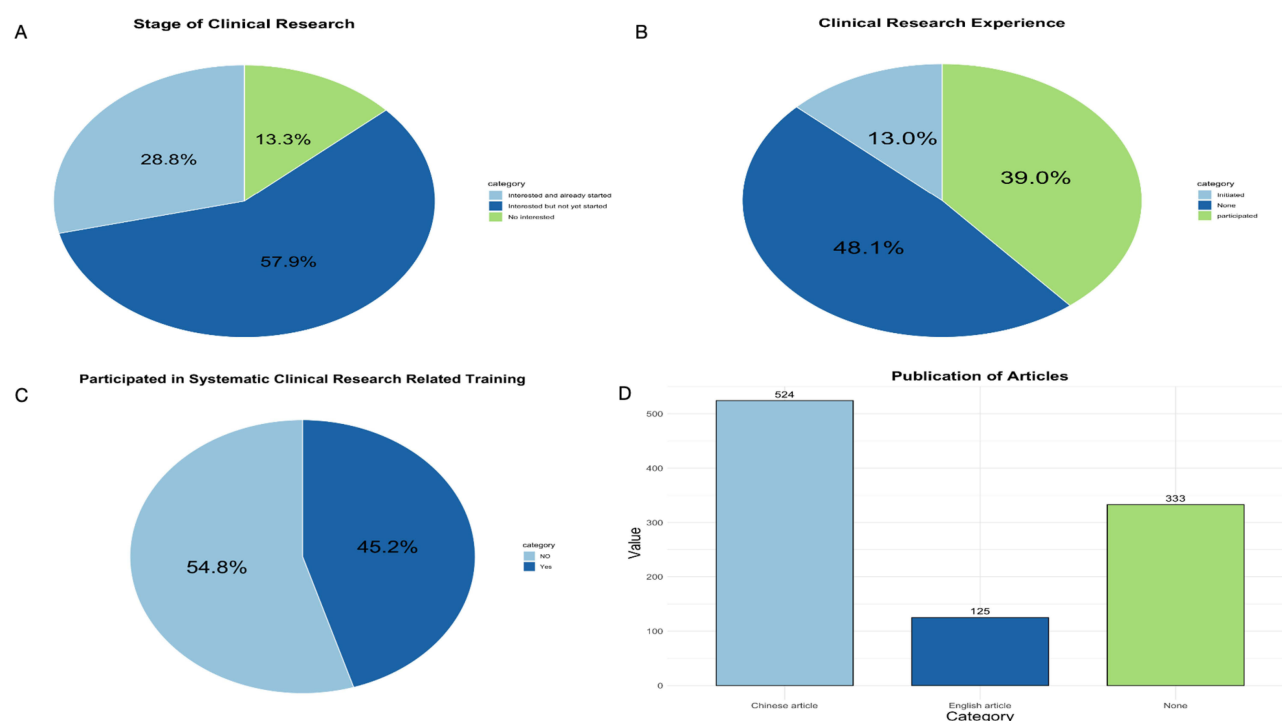 A
Stage of Clinical Research
28.8%
13.3%
57.9%
category
Interested and already started
Interested but not yet started
No interested
B
Clinical Research Experience
13.0%
39.0%
48.1%
category
Initiated
None
participated
C
Participated in Systematic Clinical Research Related Training
54.8%
45.2%
category
NO
Yes
D
Publication of Articles
Value
500
400
300
200
100
0
524
125
333
Chinese article
English article
None
Category